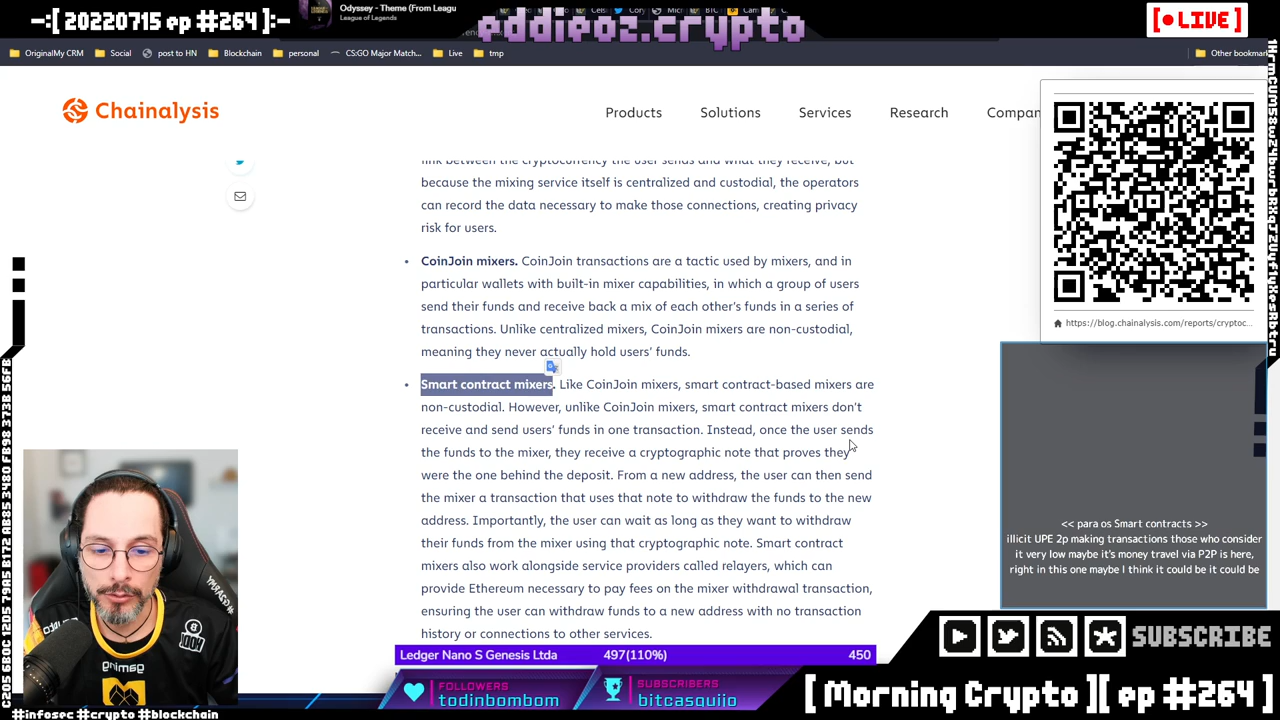 -:[ 20220715 ep #264 ]:-
Odyssey - Theme (From Leagu
League of Legends
eddieoz.crypto
[ ● LIVE ]
OriginalMy CRM
Social
post to HN
Blockchain
personal
CS:GO Major Match...
Live
tmp
Other bookmar
Chainalysis
Products
Solutions
Services
Research
Compan
link between the cryptocurrency the user sends and what they receive, but
because the mixing service itself is centralized and custodial, the operators
can record the data necessary to make those connections, creating privacy
risk for users.
• CoinJoin mixers. CoinJoin transactions are a tactic used by mixers, and in
particular wallets with built-in mixer capabilities, in which a group of users
send their funds and receive back a mix of each other's funds in a series of
transactions. Unlike centralized mixers, CoinJoin mixers are non-custodial,
meaning they never actually hold users' funds.
• Smart contract mixers. Like CoinJoin mixers, smart contract-based mixers are
non-custodial. However, unlike CoinJoin mixers, smart contract mixers don't
receive and send users' funds in one transaction. Instead, once the user sends
the funds to the mixer, they receive a cryptographic note that proves they
were the one behind the deposit. From a new address, the user can then send
the mixer a transaction that uses that note to withdraw the funds to the new
address. Importantly, the user can wait as long as they want to withdraw
their funds from the mixer using that cryptographic note. Smart contract
mixers also work alongside service providers called relayers, which can
provide Ethereum necessary to pay fees on the mixer withdrawal transaction,
ensuring the user can withdraw funds to a new address with no transaction
history or connections to other services.
https://blog.chainalysis.com/reports/cryptoc...
<< para os Smart contracts >>
illicit UPE 2p making transactions those who consider
it very low maybe it's money travel via P2P is here,
right in this one maybe I think it could be it could be
Ledger Nano S Genesis Ltda
497(110%)
450
FOLLOWERS
todinbombom
SUBSCRIBERS
bitcasquijo
SUBSCRIBE
[ Morning Crypto ][ ep #264 ]
#infosec #crypto #blockchain